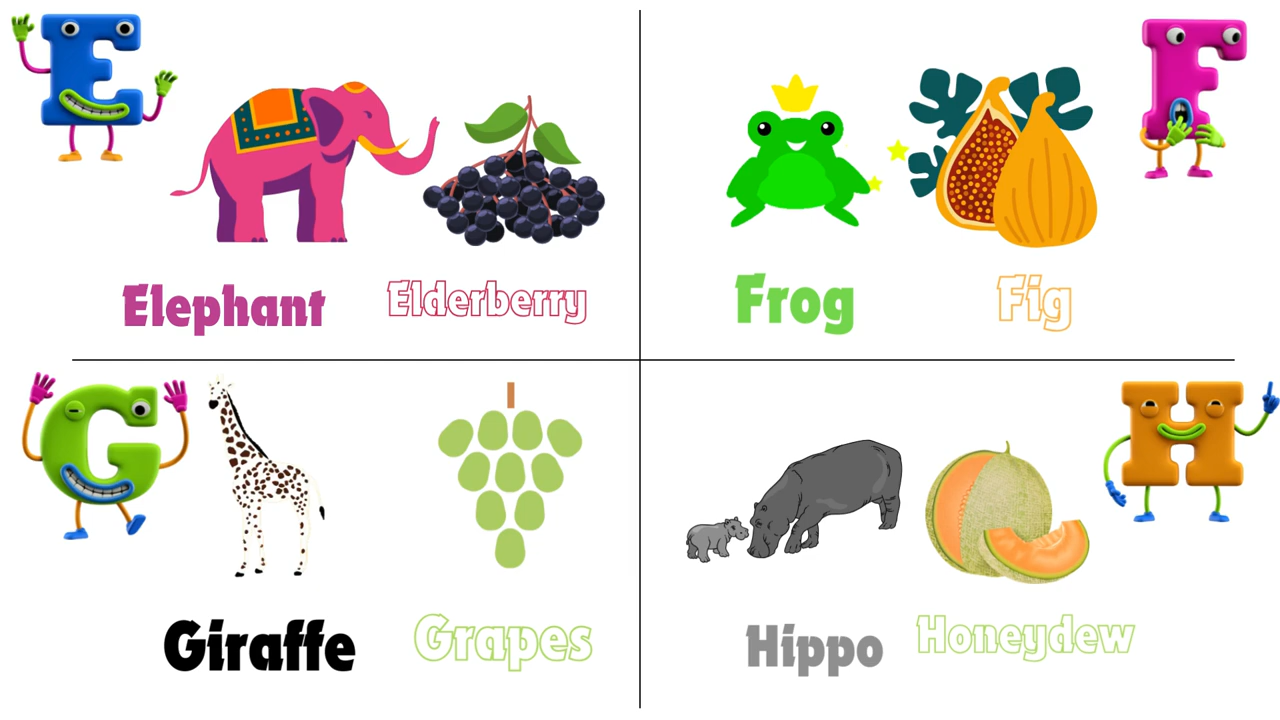 E
Elephant
Elderberry
F
Frog
Fig
G
Giraffe
Grapes
H
Hippo
Honeydew